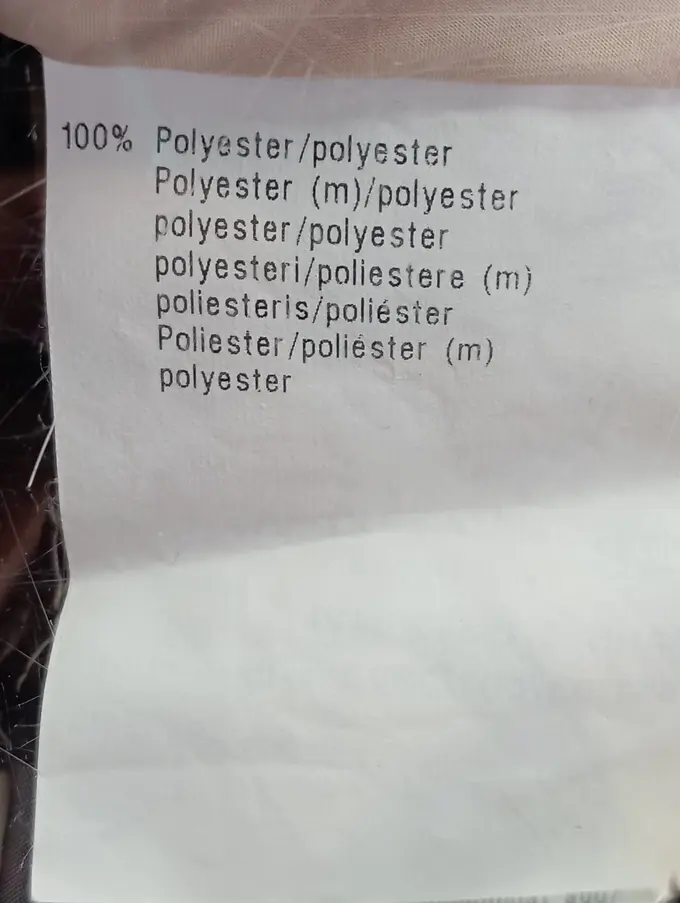 100% Polyester/polyester
Polyester (m)/polyester
polyester/polyester
polyesteri/poliestere (m)
poliesteris/poliéster
Poliester/poliéster (m)
polyester